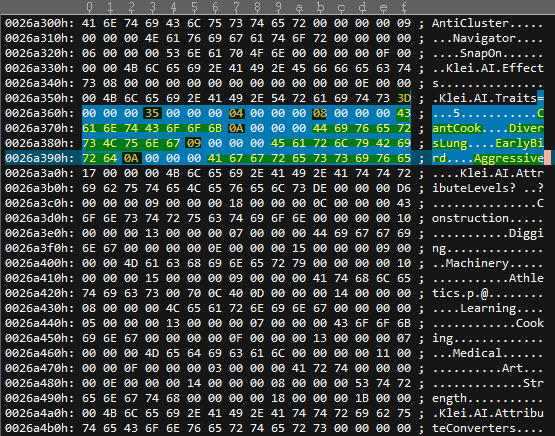 0 1 2 3 4 5 6 7 8 9 a b c d e f
0026a300h: 41 6E 74 69 43 6C 75 73 74 65 72 00 00 00 00 09 ; AntiCluster.....
0026a310h: 00 00 00 4E 61 76 69 67 61 74 6F 72 00 00 00 00 ; ...Navigator....
0026a320h: 06 00 00 00 53 6E 61 70 4F 6E 00 00 00 00 0F 00 ; ....SnapOn......
0026a330h: 00 00 4B 6C 65 69 2E 41 49 2E 45 66 66 65 63 74 ; ..Klei.AI.Effect
0026a340h: 73 08 00 00 00 00 00 00 00 00 00 00 00 0F 00 00 ; s...............
0026a350h: 00 4B 6C 65 69 2E 41 49 2E 54 72 61 69 74 73 3D ; .Klei.AI.Traits=
0026a360h: 00 00 00 35 00 00 00 04 00 00 00 08 00 00 00 43 ; ...5...........C
0026a370h: 61 6E 74 43 6F 6F 6B 0A 00 00 00 44 69 76 65 72 ; antCook....Diver
0026a380h: 73 4C 75 6E 67 09 00 00 00 45 61 72 6C 79 42 69 ; sLung....EarlyBi
0026a390h: 72 64 0A 00 00 00 41 67 67 72 65 73 73 69 76 65 ; rd....Aggressive
0026a3a0h: 17 00 00 00 4B 6C 65 69 2E 41 49 2E 41 74 74 72 ; ....Klei.AI.Attr
0026a3b0h: 69 62 75 74 65 4C 65 76 65 6C 73 DE 00 00 00 D6 ; ibuteLevels? ..?
0026a3c0h: 00 00 00 09 00 00 00 18 00 00 00 0C 00 00 00 43 ; ...............C
0026a3d0h: 6F 6E 73 74 72 75 63 74 69 6F 6E 00 00 00 00 10 ; onstruction.....
0026a3e0h: 00 00 00 13 00 00 00 07 00 00 00 44 69 67 67 69 ; ...........Diggi
0026a3f0h: 6E 67 00 00 00 00 0E 00 00 00 15 00 00 00 09 00 ; ng..............
0026a400h: 00 00 4D 61 63 68 69 6E 65 72 79 00 00 00 00 10 ; ..Machinery.....
0026a410h: 00 00 00 15 00 00 00 09 00 00 00 41 74 68 6C 65 ; ...........Athle
0026a420h: 74 69 63 73 00 70 0C 40 0D 00 00 00 14 00 00 00 ; tics.p.@........
0026a430h: 08 00 00 00 4C 65 61 72 6E 69 6E 67 00 00 00 00 ; ....Learning....
0026a440h: 05 00 00 00 13 00 00 00 07 00 00 00 43 6F 6F 6B ; ............Cook
0026a450h: 69 6E 67 00 00 00 00 0F 00 00 00 13 00 00 00 07 ; ing.............
0026a460h: 00 00 00 4D 65 64 69 63 61 6C 00 00 00 00 11 00 ; ...Medical......
0026a470h: 00 00 0F 00 00 00 03 00 00 00 41 72 74 00 00 00 ; ..........Art...
0026a480h: 00 0E 00 00 00 14 00 00 00 08 00 00 00 53 74 72 ; .............Str
0026a490h: 65 6E 67 74 68 00 00 00 00 18 00 00 00 1B 00 00 ; ength...........
0026a4a0h: 00 4B 6C 65 69 2E 41 49 2E 41 74 74 72 69 62 75 ; .Klei.AI.Attribu
0026a4b0h: 74 65 43 6F 6E 76 65 72 74 65 72 73 00 00 00 00 ; teConverters....